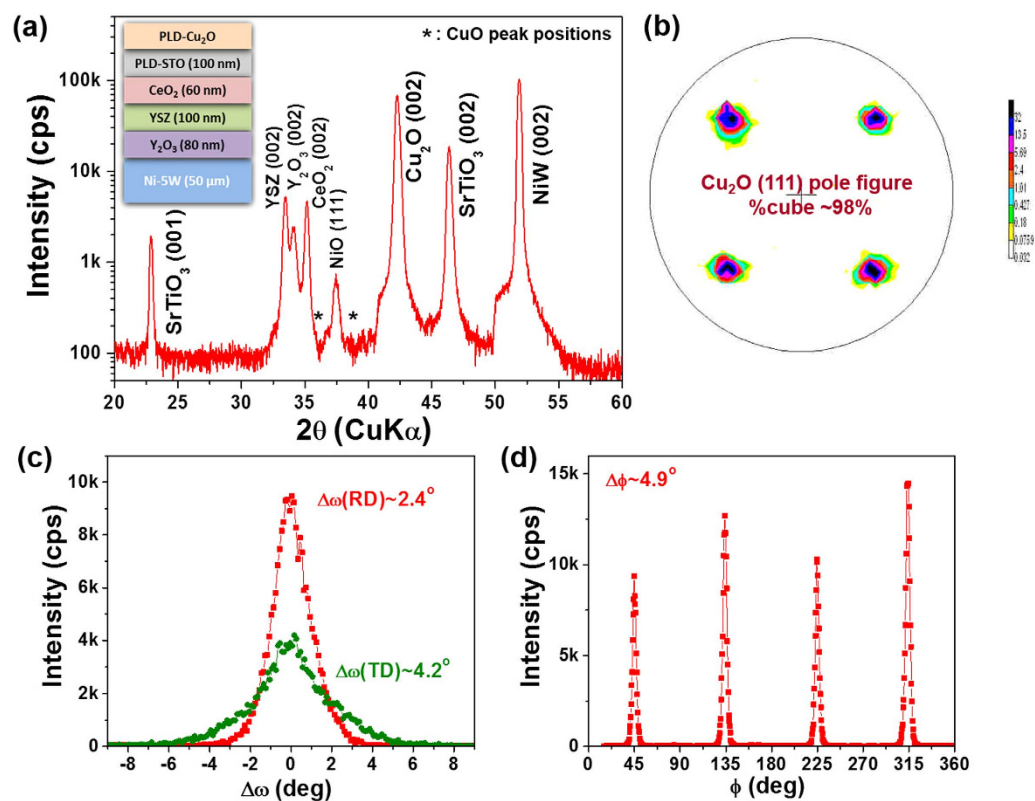 (a)
PLD-Cu₂O
PLD-STO (100 nm)
CeO₂ (60 nm)
YSZ (100 nm)
Y₂O₃ (80 nm)
Ni-5W (50 μm)
* : CuO peak positions
SrTiO₃ (001)
YSZ (002)
Y₂O₃ (002)
CeO₂ (002)
*
NiO (111)
*
Cu₂O (002)
SrTiO₃ (002)
NiW (002)
Intensity (cps)
100k
10k
1k
100
20 25 30 35 40 45 50 55 60
2θ (CuKα)
(b)
Cu₂O (111) pole figure
%cube ~98%
32
13.5
5.69
2.4
1.01
0.427
0.18
0.0759
0.032
(c)
Δω(RD)~2.4°
Δω(TD)~4.2°
Intensity (cps)
10k
8k
6k
4k
2k
0
-8 -6 -4 -2 0 2 4 6 8
Δω (deg)
(d)
Δϕ~4.9°
Intensity (cps)
15k
10k
5k
0
0 45 90 135 180 225 270 315 360
ϕ (deg)